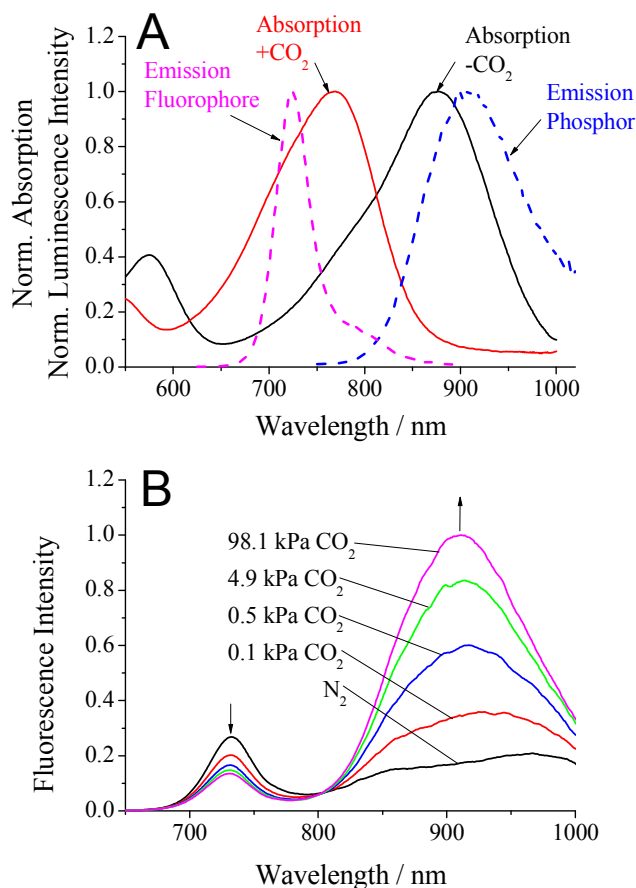 A
Absorption
+CO₂
Absorption
-CO₂
Emission
Fluorophore
Emission
Phosphor
Norm. Absorption
Norm. Luminescence Intensity
1.2
1.0
0.8
0.6
0.4
0.2
0.0
600 700 800 900 1000
Wavelength / nm
B
98.1 kPa CO₂
4.9 kPa CO₂
0.5 kPa CO₂
0.1 kPa CO₂
N₂
Fluorescence Intensity
1.2
1.0
0.8
0.6
0.4
0.2
0.0
700 800 900 1000
Wavelength / nm